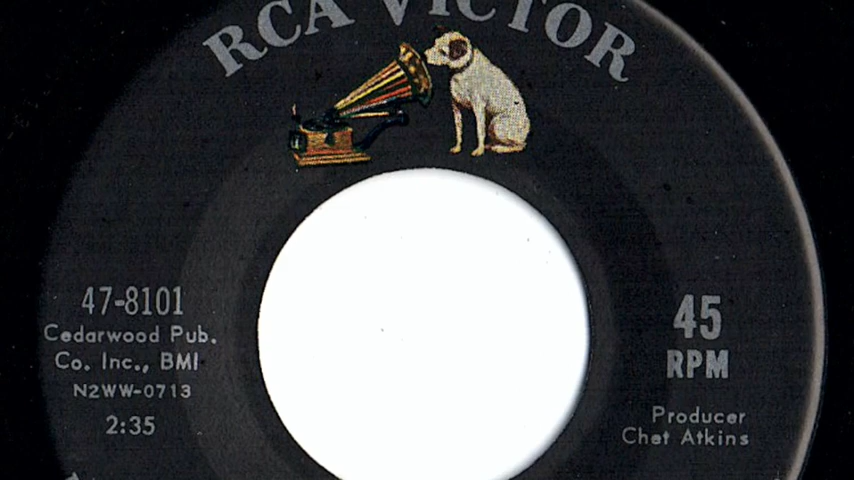 RCA VICTOR
47-8101
Cedarwood Pub.
Co. Inc., BMI
N2WW-0713
2:35
45
RPM
Producer
Chet Atkins